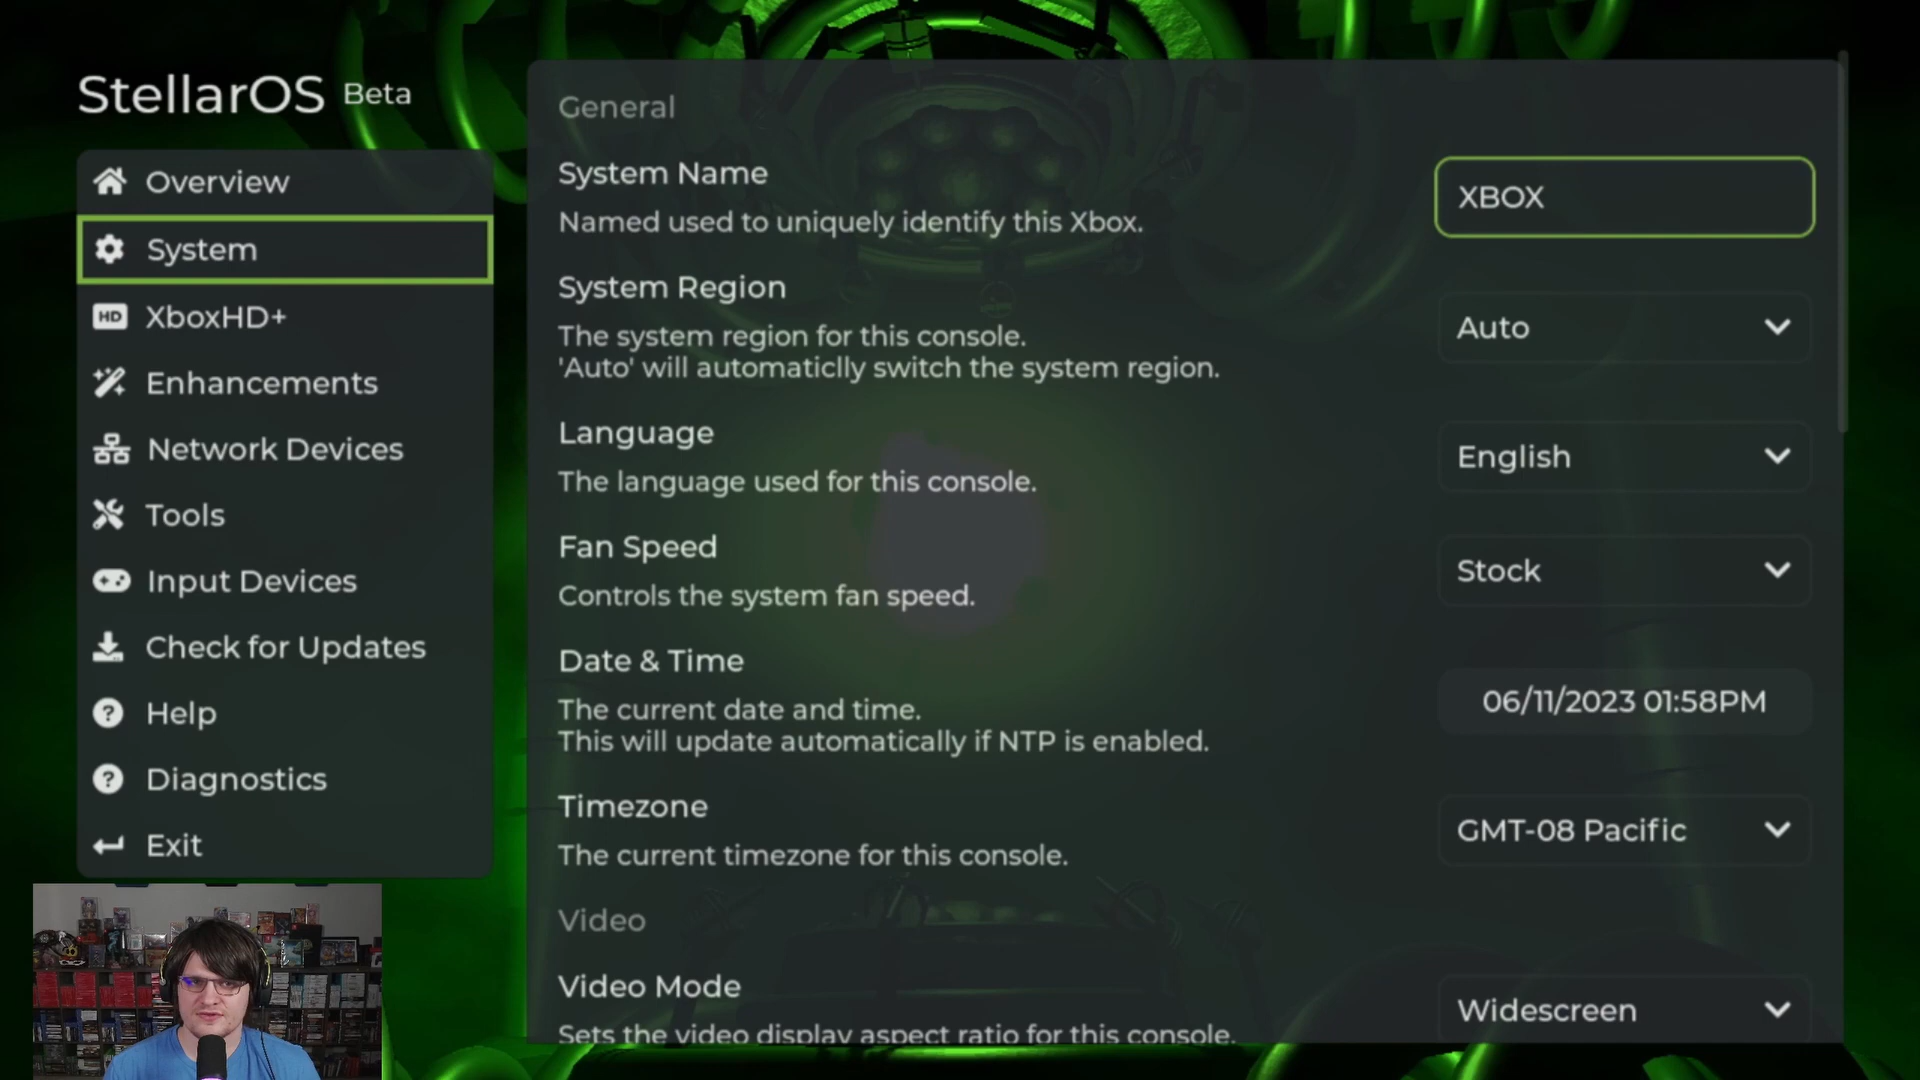 StellarOS Beta
Overview
System
HD XboxHD+
Enhancements
Network Devices
Tools
Input Devices
Check for Updates
? Help
? Diagnostics
Exit
General
System Name
Named used to uniquely identify this Xbox.
XBOX
System Region
The system region for this console.
'Auto' will automaticlly switch the system region.
Auto
Language
The language used for this console.
English
Fan Speed
Controls the system fan speed.
Stock
Date & Time
The current date and time.
This will update automatically if NTP is enabled.
06/11/2023 01:58PM
Timezone
The current timezone for this console.
GMT-08 Pacific
Video
Video Mode
Sets the video display aspect ratio for this console.
Widescreen